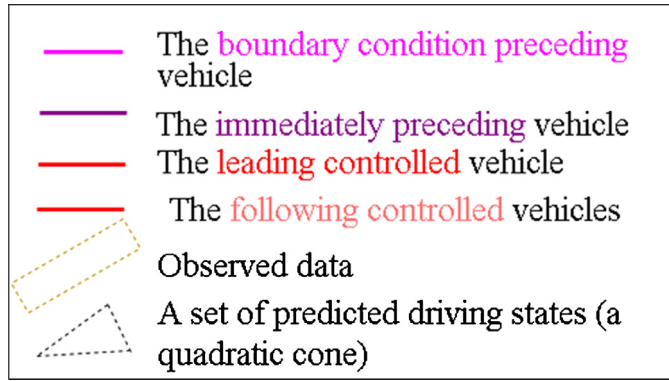 The boundary condition preceding
vehicle
The immediately preceding vehicle
The leading controlled vehicle
The following controlled vehicles
Observed data
A set of predicted driving states (a
quadratic cone)